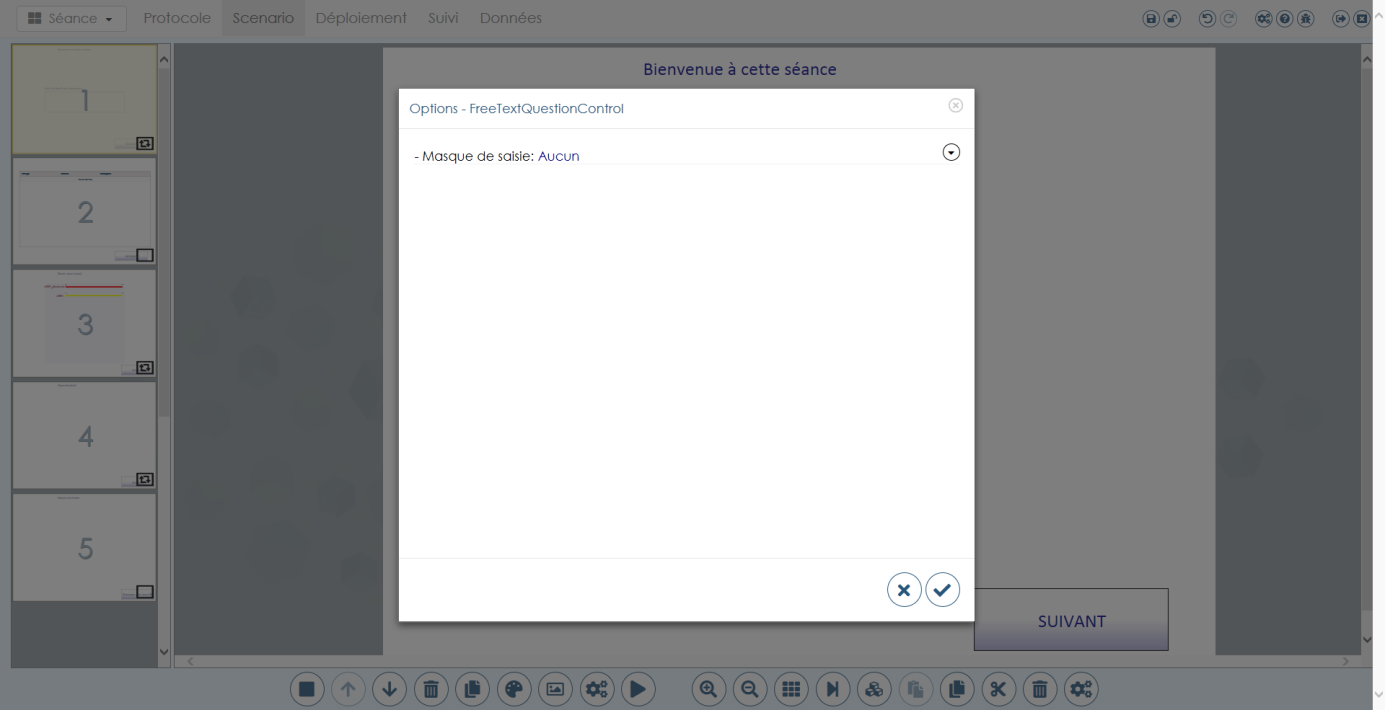 Séance
Protocole
Scenario
Déploiement
Suivi
Données
Bienvenue à cette séance
Options - FreeTextQuestionControl
- Masque de saisie: Aucun
1
2
3
4
5
SUIVANT